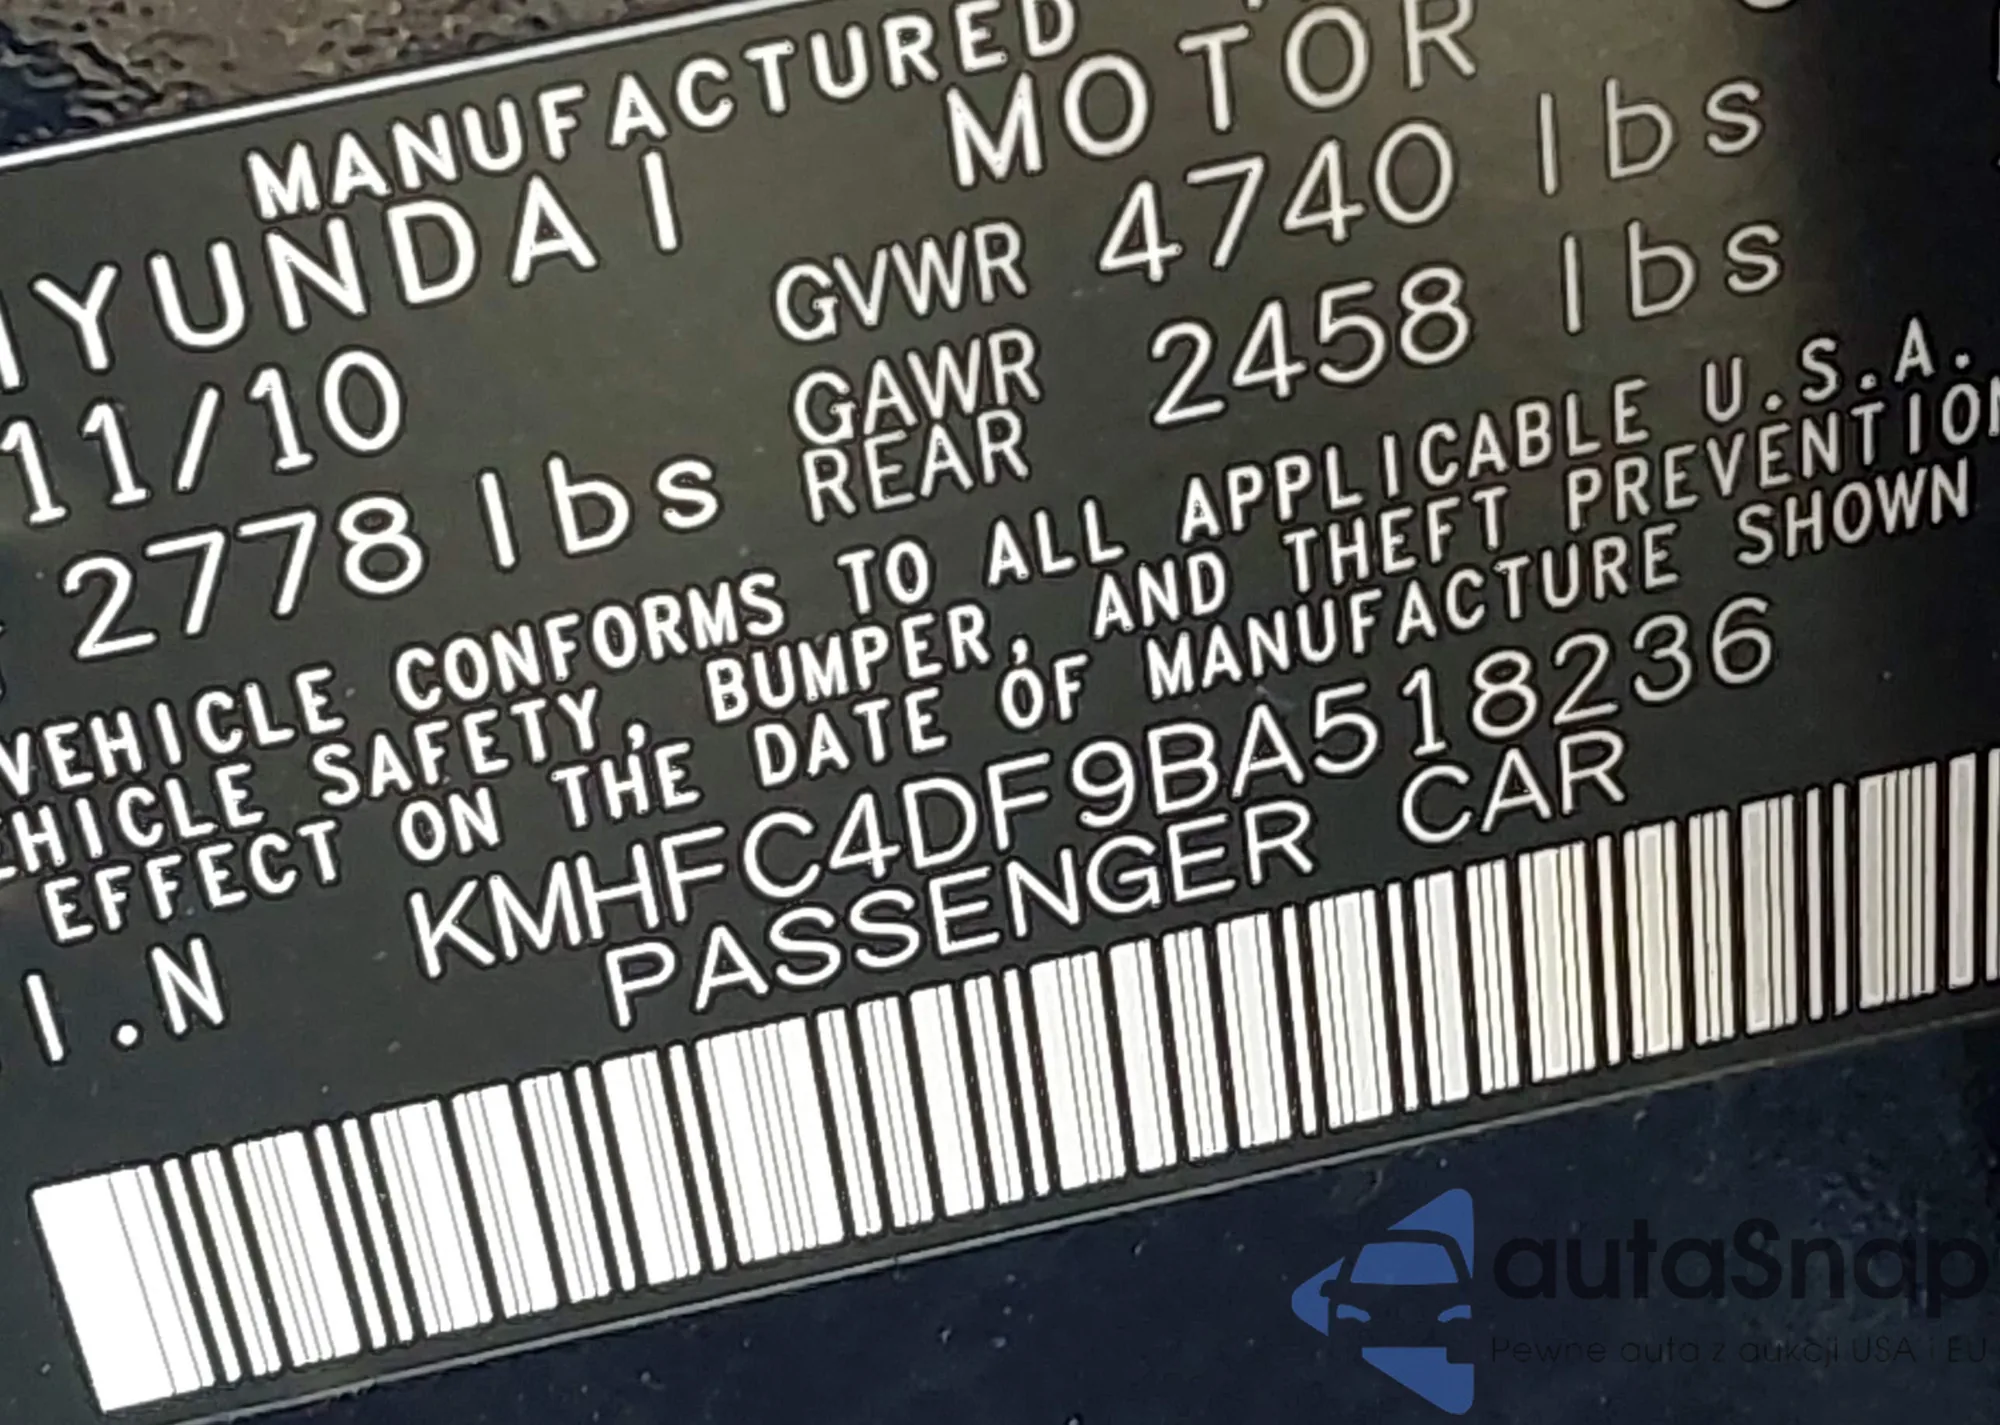 MANUFACTURED
HYUNDAI MOTOR
11/10 GVWR 4740 lbs
2778 lbs GAWR REAR 2458 lbs
VEHICLE CONFORMS TO ALL APPLICABLE U.S.A.
VEHICLE SAFETY, BUMPER, AND THEFT PREVENTION
EFFECT ON THE DATE OF MANUFACTURE SHOWN
I.N KMHFC4DF9BA518236
PASSENGER CAR
autaSnap
Pewne auta z aukcji USA i EU